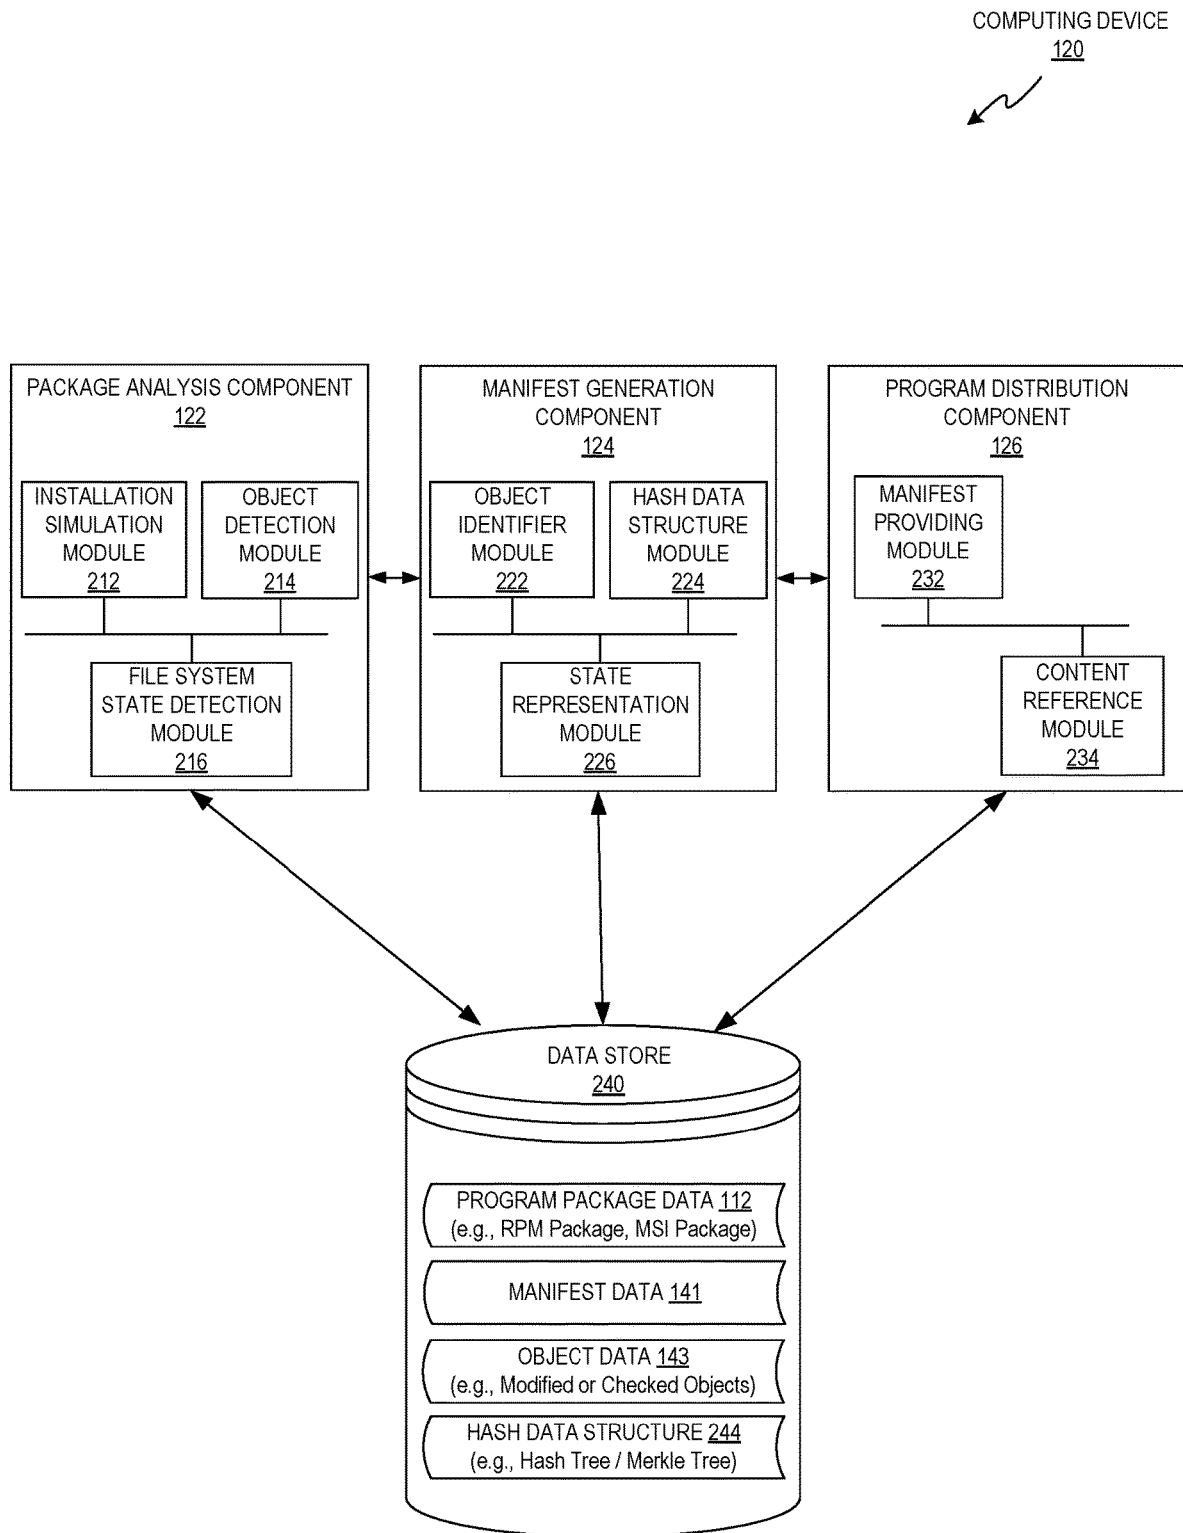 COMPUTING DEVICE
120
PACKAGE ANALYSIS COMPONENT
122
INSTALLATION
SIMULATION
MODULE
212
OBJECT
DETECTION
MODULE
214
FILE SYSTEM
STATE DETECTION
MODULE
216
MANIFEST GENERATION
COMPONENT
124
OBJECT
IDENTIFIER
MODULE
222
HASH DATA
STRUCTURE
MODULE
224
STATE
REPRESENTATION
MODULE
226
PROGRAM DISTRIBUTION
COMPONENT
126
MANIFEST
PROVIDING
MODULE
232
CONTENT
REFERENCE
MODULE
234
DATA STORE
240
PROGRAM PACKAGE DATA 112
(e.g., RPM Package, MSI Package)
MANIFEST DATA 141
OBJECT DATA 143
(e.g., Modified or Checked Objects)
HASH DATA STRUCTURE 244
(e.g., Hash Tree / Merkle Tree)